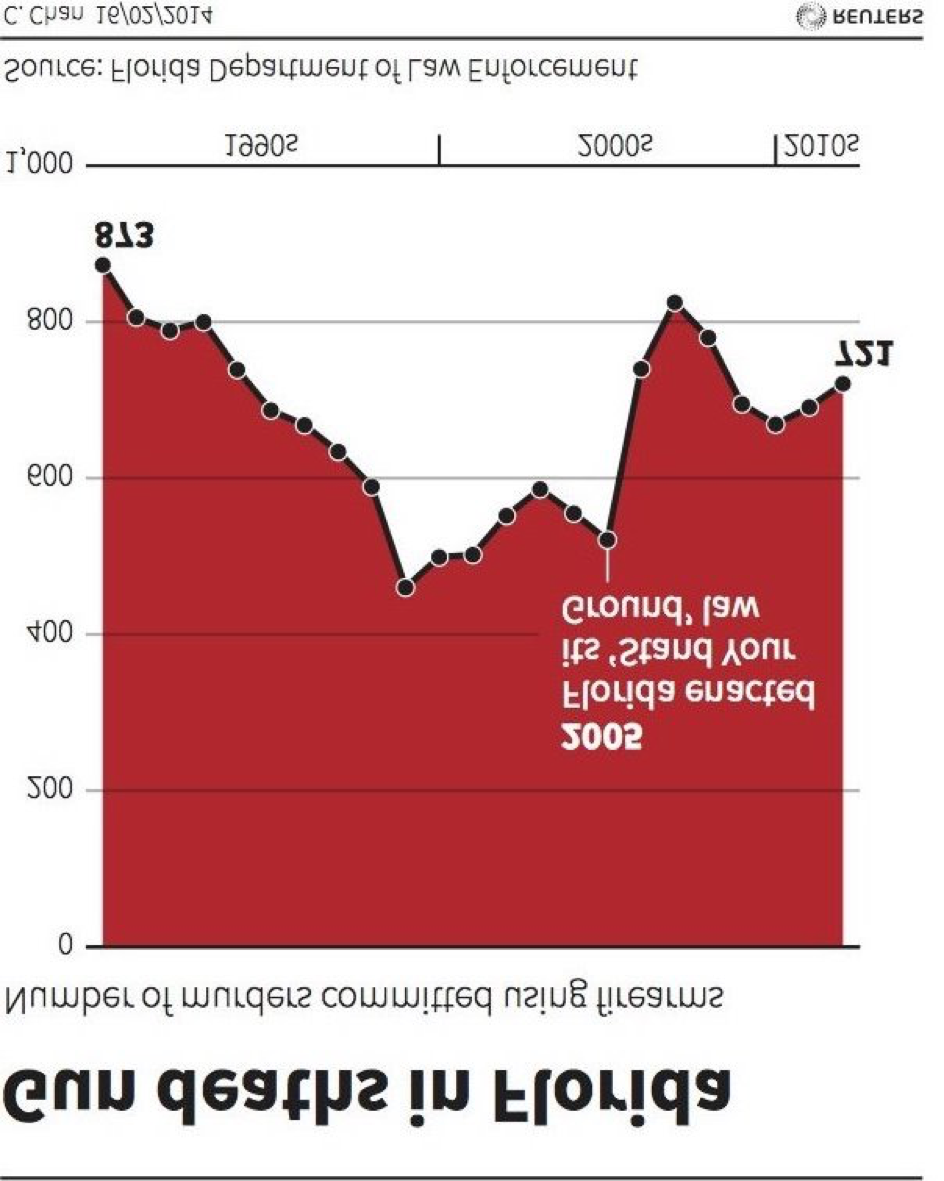 Gun deaths in Florida
Number of murders committed using firearms
0
200
2005
Florida enacted
its ‘Stand Your
Ground’ law
400
600
721
800
873
1,000
1990s 2000s 2010s
Source: Florida Department of Law Enforcement
C. Chan 16/02/2014 REUTERS